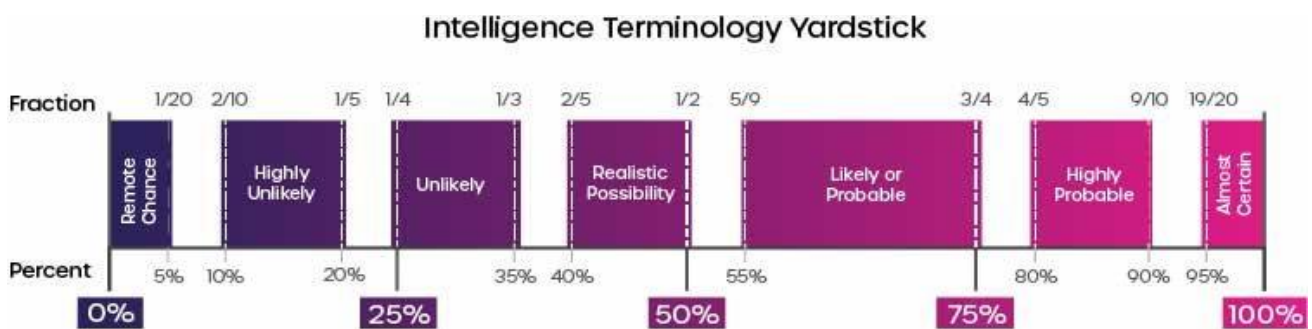 Intelligence Terminology Yardstick
Fraction 1/20 2/10 1/5 1/4 1/3 2/5 1/2 5/9 3/4 4/5 9/10 19/20
Remote
Chance
Highly
Unlikely
Unlikely
Realistic
Possibility
Likely or
Probable
Highly
Probable
Almost
Certain
Percent 5% 10% 20% 35% 40% 55% 80% 90% 95%
0% 25% 50% 75% 100%